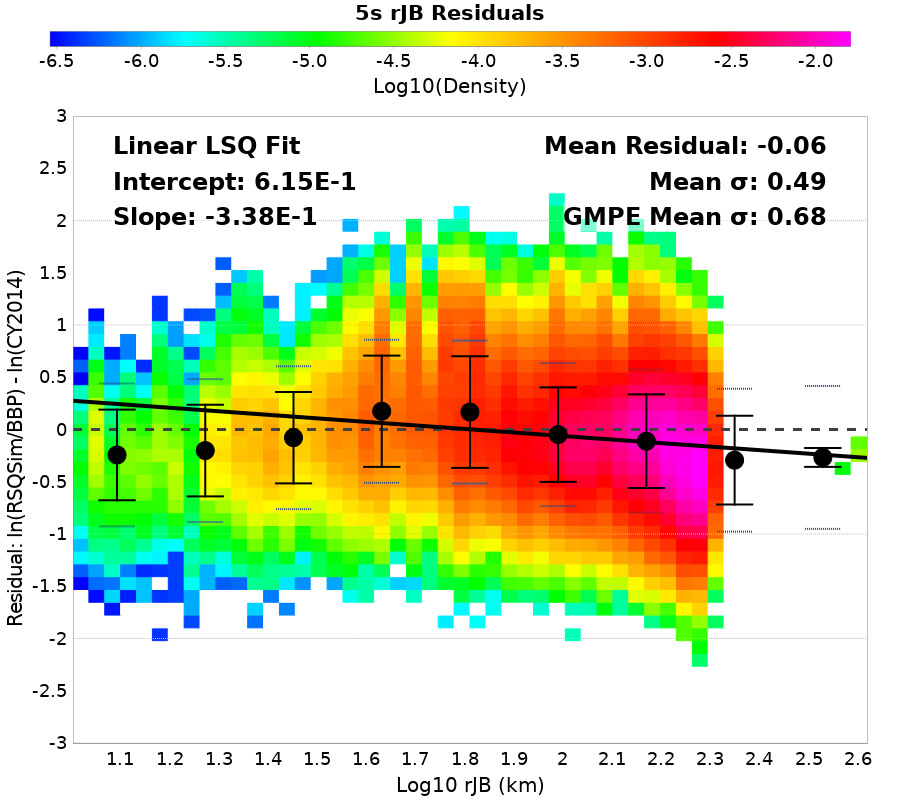 5s rJB Residuals
-6.5 -6.0 -5.5 -5.0 -4.5 -4.0 -3.5 -3.0 -2.5 -2.0
Log10(Density)
Linear LSQ Fit
Intercept: 6.15E-1
Slope: -3.38E-1
Mean Residual: -0.06
Mean σ: 0.49
GMPE Mean σ: 0.68
Residual: ln(RSQSim/BBP) - ln(CY2014)
3
2.5
2
1.5
1
0.5
0
-0.5
-1
-1.5
-2
-2.5
-3
1.1 1.2 1.3 1.4 1.5 1.6 1.7 1.8 1.9 2 2.1 2.2 2.3 2.4 2.5 2.6
Log10 rJB (km)